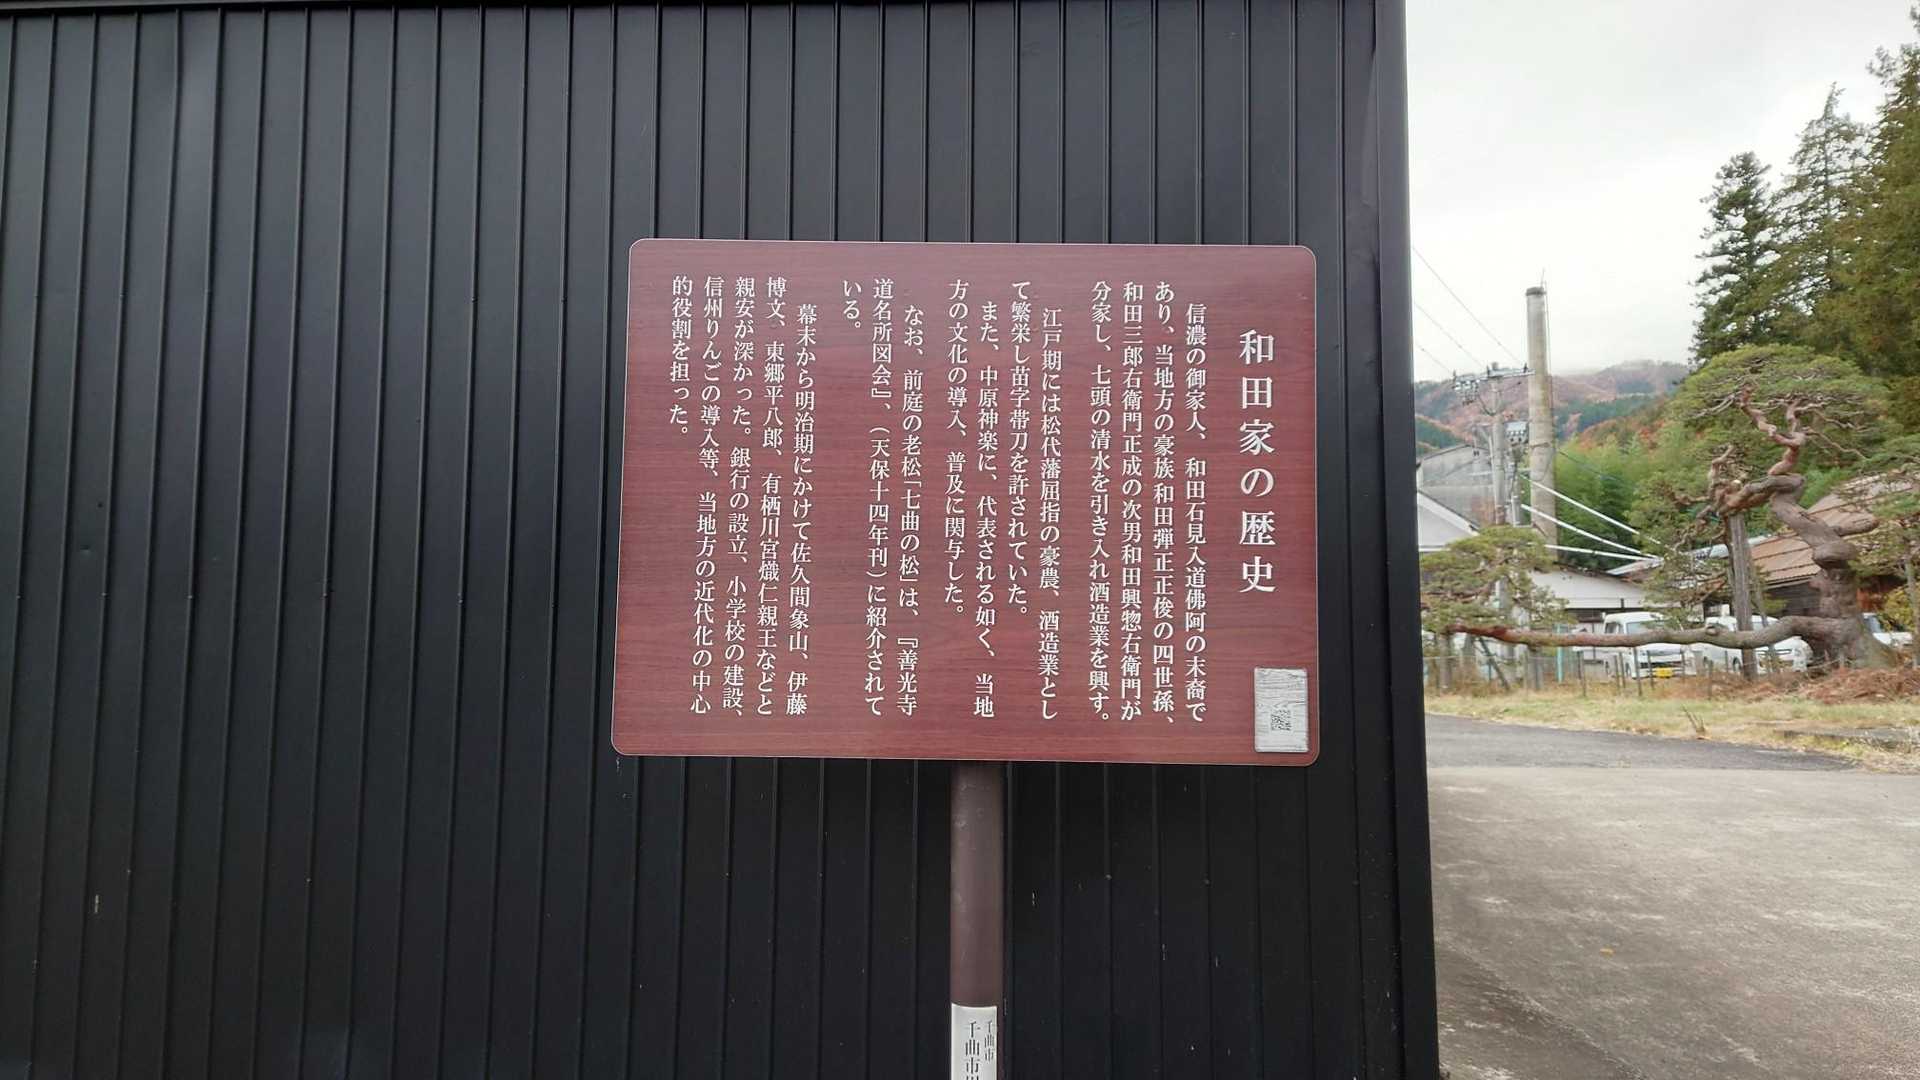 和田家の歴史
信濃の御家人、和田石見入道佛阿の末裔で
あり、当地方の豪族和田弾正正俊の四世孫、
和田三郎右衛門正成の次男和田興惣右衛門が
分家し、七頭の清水を引き入れ酒造業を興す。
江戸期には松代藩屈指の豪農、酒造業とし
て繁栄し苗字帯刀を許されていた。
また、中原神楽に、代表される如く、当地
方の文化の導入、普及に関与した。
なお、前庭の老松「七曲の松」は、『善光寺
道名所図会』、（天保十四年刊）に紹介されて
いる。
幕末から明治期にかけて佐久間象山、伊藤
博文、東郷平八郎、有栖川宮熾仁親王などと
親安が深かった。銀行の設立、小学校の建設、
信州りんごの導入等、当地方の近代化の中心
的役割を担った。
千曲市
千曲市